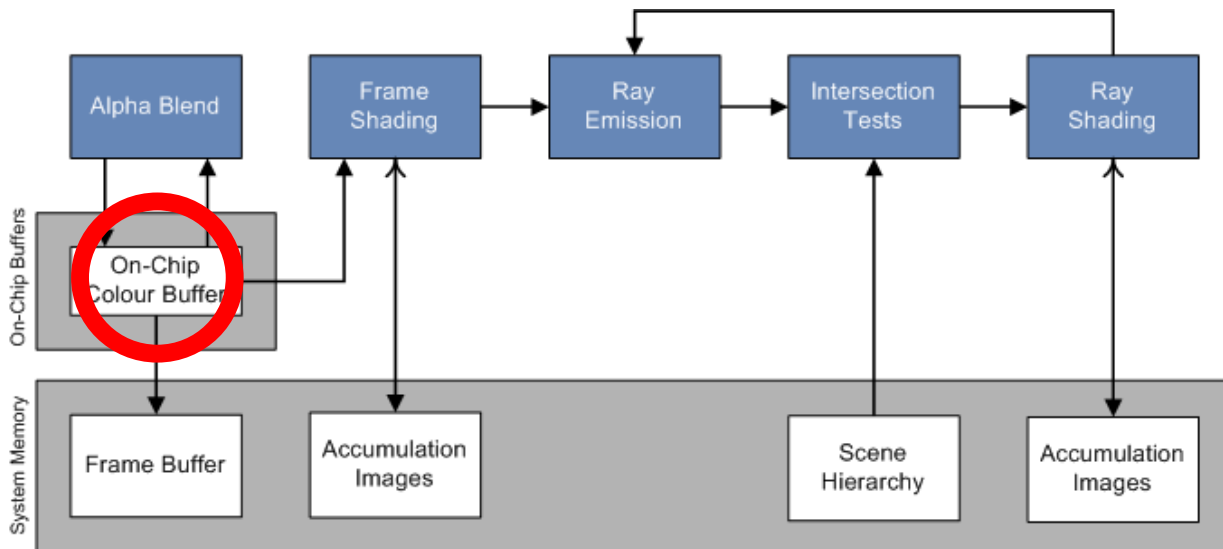 Alpha Blend
Frame
Shading
Ray
Emission
Intersection
Tests
Ray
Shading
On-Chip Buffers
On-Chip
Colour Buffer
System Memory
Frame Buffer
Accumulation
Images
Scene
Hierarchy
Accumulation
Images